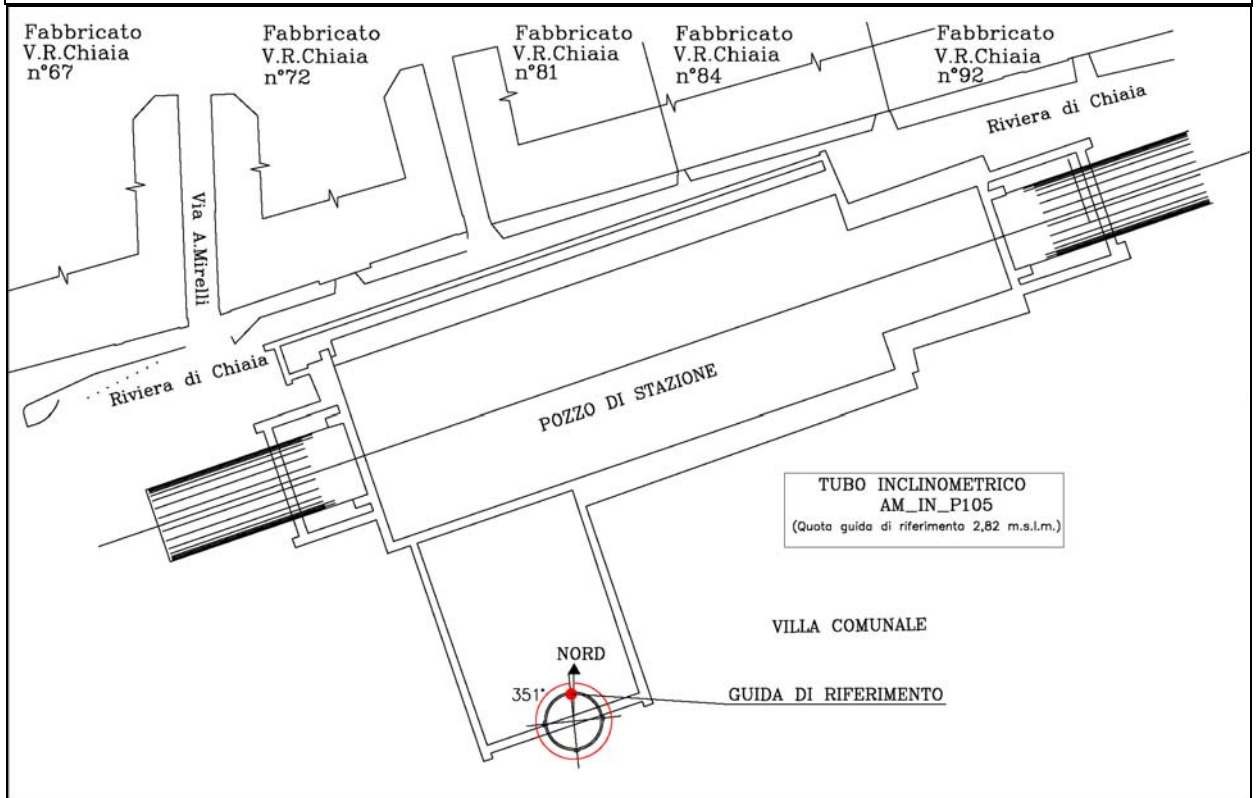 Fabbricato
V.R.Chiaia
n°67
Fabbricato
V.R.Chiaia
n°72
Fabbricato
V.R.Chiaia
n°81
Fabbricato
V.R.Chiaia
n°84
Fabbricato
V.R.Chiaia
n°92
Riviera di Chiaia
Via A.Mirelli
Riviera di Chiaia
POZZO DI STAZIONE
TUBO INCLINOMETRICO
AM_IN_P105
(Quota guida di riferimento 2,82 m.s.l.m.)
VILLA COMUNALE
NORD
351°
GUIDA DI RIFERIMENTO